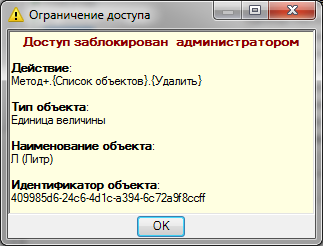 Ограничение доступа
Доступ заблокирован администратором
Действие:
Метод+.{Список объектов}.{Удалить}
Тип объекта:
Единица величины
Наименование объекта:
Л (Литр)
Идентификатор объекта:
409985d6-24c6-4d1c-a394-6c72a9f8ccff
OK